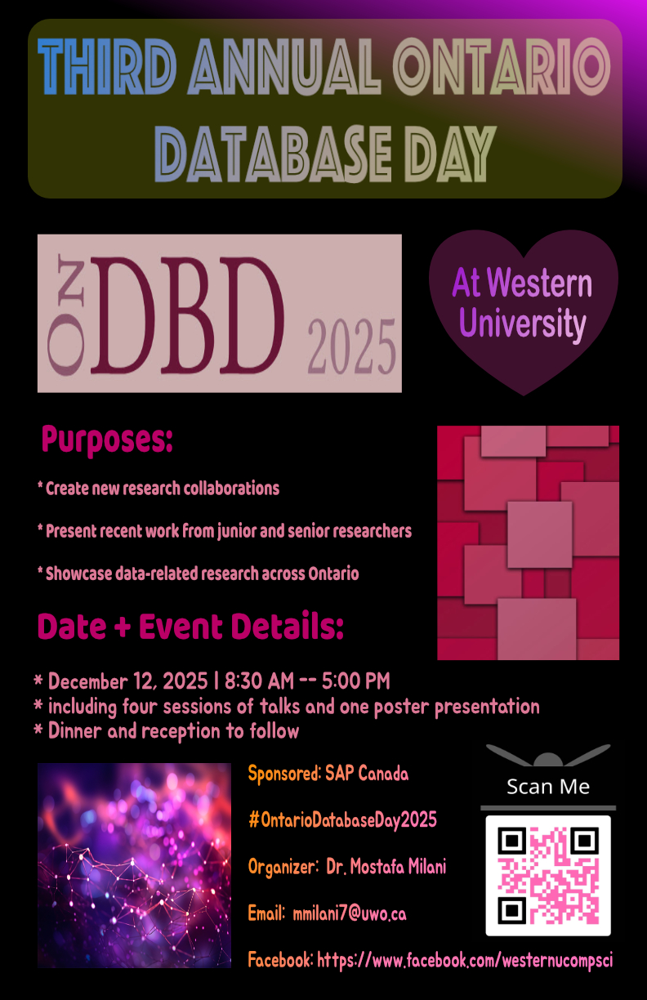 THIRD ANNUAL ONTARIO
DATABASE DAY
ON DBD 2025
At Western
University
Purposes:
* Create new research collaborations
* Present recent work from junior and senior researchers
* Showcase data-related research across Ontario
Date + Event Details:
* December 12, 2025 | 8:30 AM -- 5:00 PM
* including four sessions of talks and one poster presentation
* Dinner and reception to follow
Sponsored: SAP Canada
#OntarioDatabaseDay2025
Organizer: Dr. Mostafa Milani
Email: mmilani7@uwo.ca
Facebook: https://www.facebook.com/westernucompsci
Scan Me